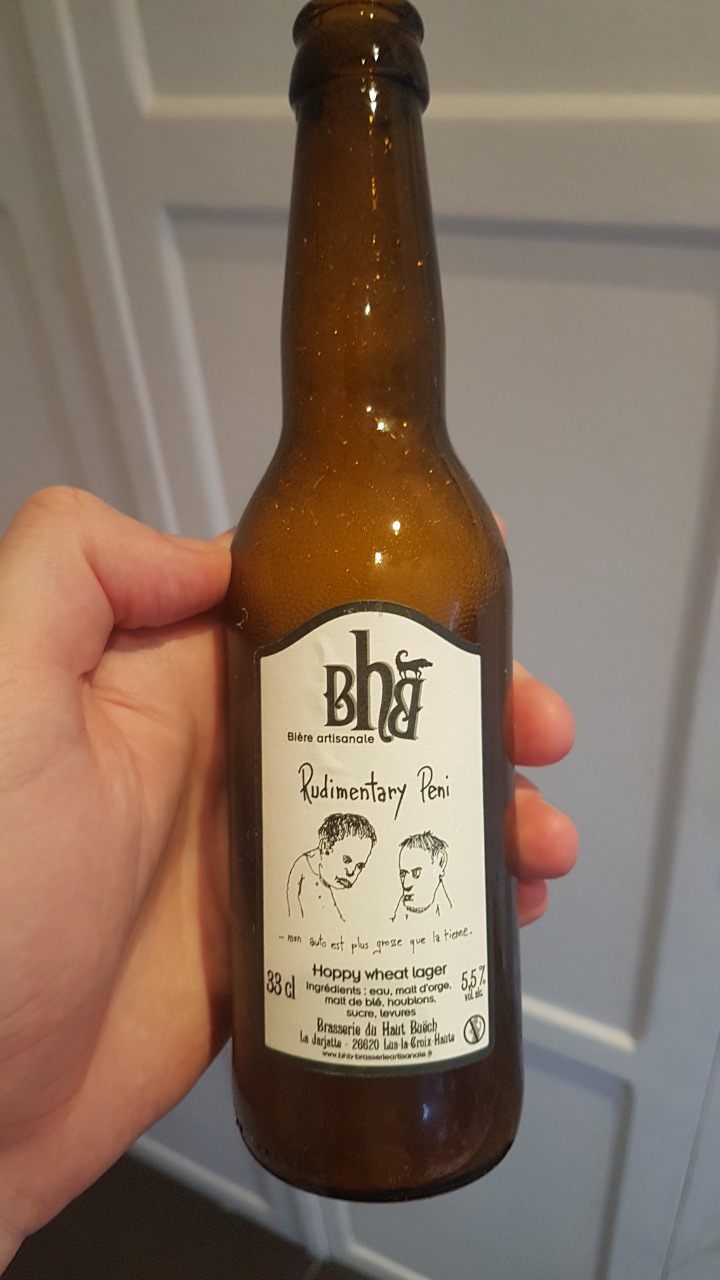 BhB
Bière artisanale
Rudimentary Peni
- mon auto est plus grosse que la tienne.
Hoppy wheat lager
33 cl
Ingrédients : eau, malt d'orge,
malt de blé, houblons,
sucre, levures
5,5%
vol alc.
Brasserie du Haut Buëch
La Jarjatte - 26620 Lus-la-Croix-Haute
www.bhb-brasserieartisanale.fr